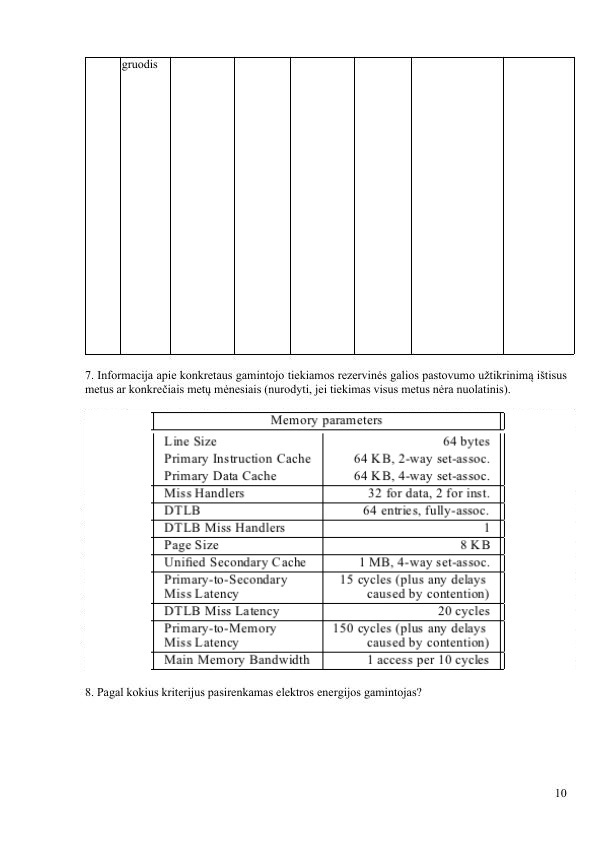 gruodis
7. Informacija apie konkretaus gamintojo tiekiamos rezervinės galios pastovumo užtikrinimą ištisus
metus ar konkrečiais metų mėnesiais (nurodyti, jei tiekimas visus metus nėra nuolatinis).
Memory parameters
Line Size 64 bytes
Primary Instruction Cache 64 KB, 2-way set-assoc.
Primary Data Cache 64 KB, 4-way set-assoc.
Miss Handlers 32 for data, 2 for inst.
DTLB 64 entries, fully-assoc.
DTLB Miss Handlers 1
Page Size 8 KB
Unified Secondary Cache 1 MB, 4-way set-assoc.
Primary-to-Secondary 15 cycles (plus any delays
Miss Latency caused by contention)
DTLB Miss Latency 20 cycles
Primary-to-Memory 150 cycles (plus any delays
Miss Latency caused by contention)
Main Memory Bandwidth 1 access per 10 cycles
8. Pagal kokius kriterijus pasirenkamas elektros energijos gamintojas?
10